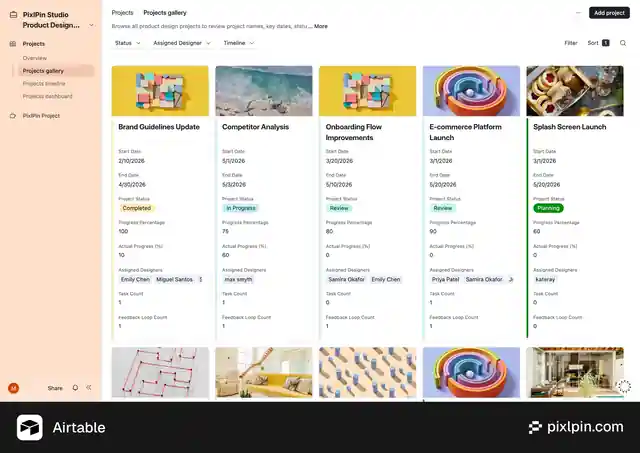 PixlPin Studio
Product Design...
Projects
Overview
Projects gallery
Projects timeline
Projects dashboard
PixlPin Project
M
Share
Projects
Projects gallery
Add project
Browse all product design projects to review project names, key dates, statu... More
Status
Assigned Designer
Timeline
Filter
Sort 1
Brand Guidelines Update
Start Date
2/10/2026
End Date
4/30/2026
Project Status
Completed
Progress Percentage
100
Actual Progress (%)
10
Assigned Designers
Emily Chen Miguel Santos
Task Count
1
Feedback Loop Count
1
Competitor Analysis
Start Date
5/1/2026
End Date
5/3/2026
Project Status
In Progress
Progress Percentage
75
Actual Progress (%)
60
Assigned Designers
max smyth
Task Count
1
Feedback Loop Count
1
Onboarding Flow
Improvements
Start Date
3/20/2026
End Date
5/10/2026
Project Status
Review
Progress Percentage
80
Actual Progress (%)
0
Assigned Designers
Samira Okafor Emily Chen
Task Count
0
Feedback Loop Count
1
E-commerce Platform
Launch
Start Date
3/1/2026
End Date
5/20/2026
Project Status
Review
Progress Percentage
90
Actual Progress (%)
0
Assigned Designers
Priya Patel Samira Okafor
Task Count
1
Feedback Loop Count
1
Splash Screen Launch
Start Date
3/1/2026
End Date
5/20/2026
Project Status
Planning
Progress Percentage
60
Actual Progress (%)
0
Assigned Designers
kateray
Task Count
0
Feedback Loop Count
0
Airtable
pixlpin.com